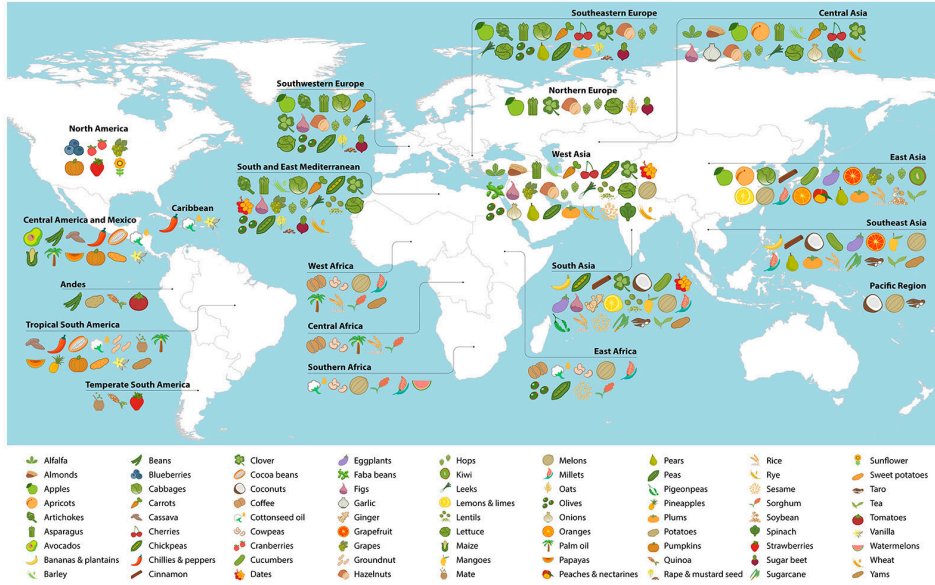 Southeastern Europe
Central Asia
Southwestern Europe
Northern Europe
North America
South and East Mediterranean
West Asia
East Asia
Caribbean
Central America and Mexico
Southeast Asia
West Africa
South Asia
Andes
Pacific Region
Tropical South America
Central Africa
East Africa
Southern Africa
Temperate South America
Alfalfa Beans Clover Eggplants Hops Melons Pears Rice Sunflower
Almonds Blueberries Cocoa beans Faba beans Kiwi Millets Peas Rye Sweet potatoes
Apples Cabbages Coconuts Figs Leeks Oats Pigeonpeas Sesame Taro
Apricots Carrots Coffee Garlic Lemons & limes Olives Pineapples Sorghum Tea
Artichokes Cassava Cottonseed oil Ginger Lentils Onions Plums Soybean Tomatoes
Asparagus Cherries Cowpeas Grapefruit Lettuce Oranges Potatoes Spinach Vanilla
Avocados Chickpeas Cranberries Grapes Maize Palm oil Pumpkins Strawberries Watermelons
Bananas & plantains Chillies & peppers Cucumbers Groundnut Mangoes Papayas Quinoa Sugar beet Wheat
Barley Cinnamon Dates Hazelnuts Mate Peaches & nectarines Rape & mustard seed Sugarcane Yams